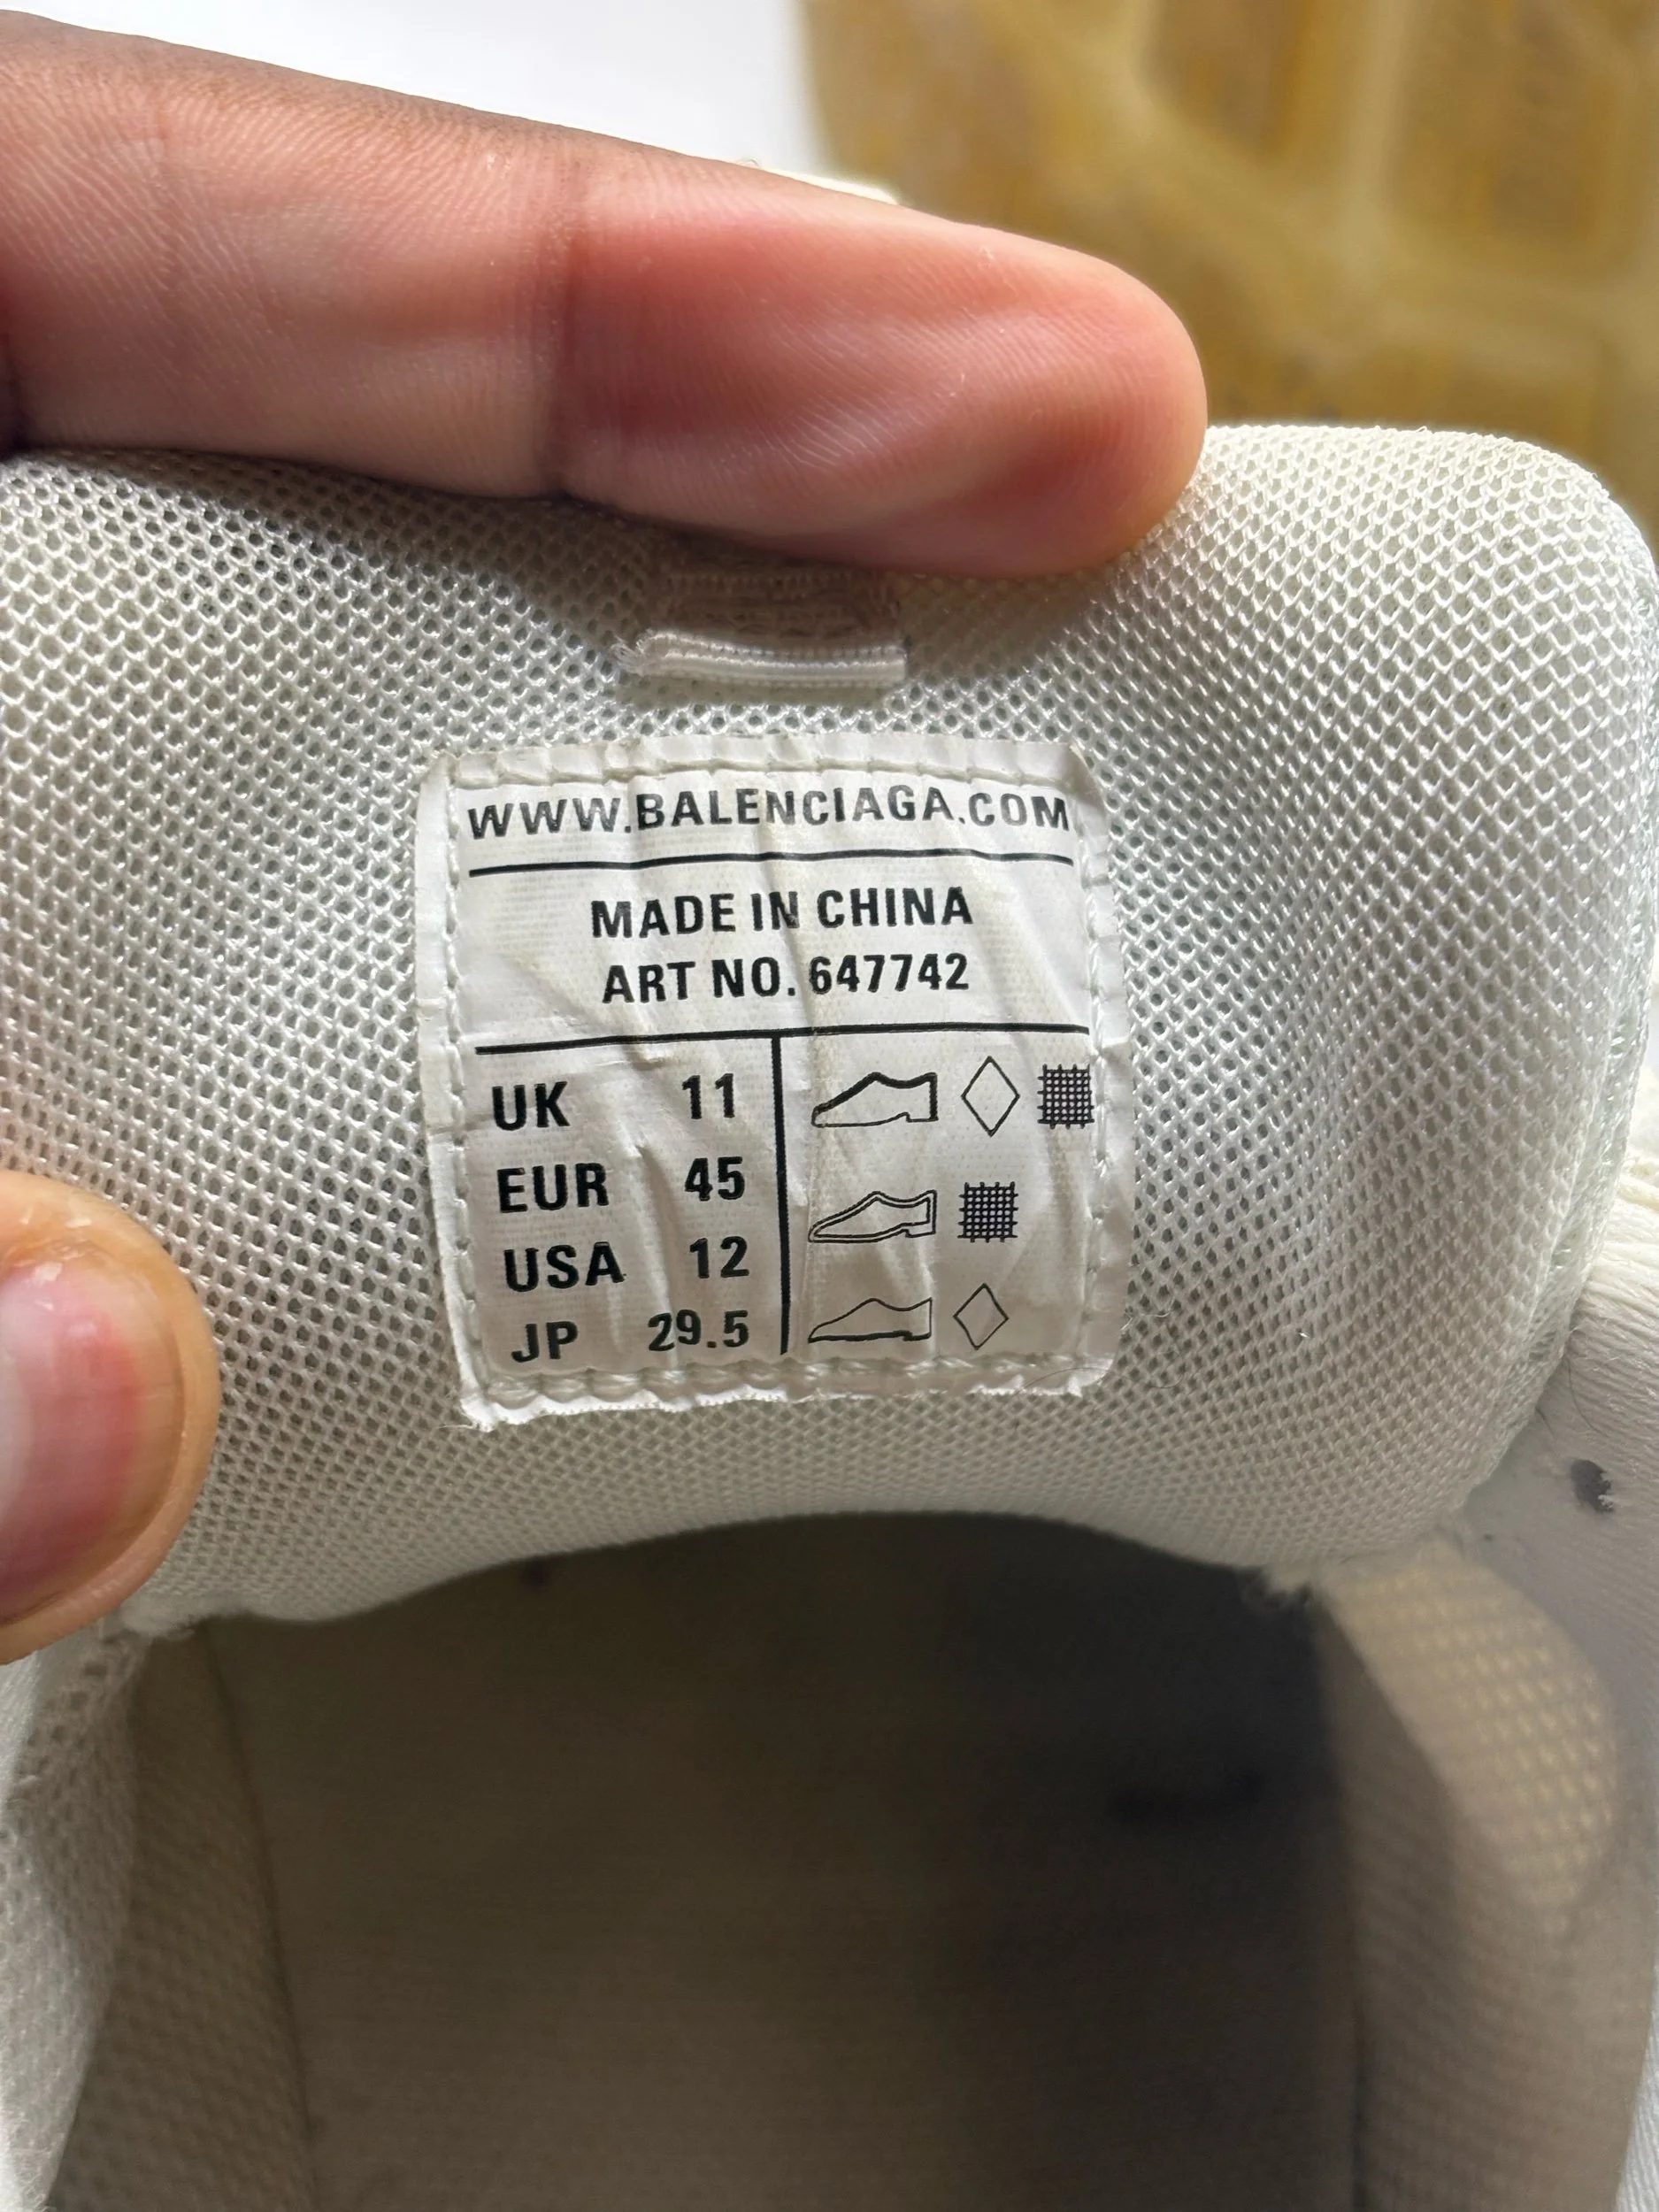 WWW.BALENCIAGA.COM
MADE IN CHINA
ART NO. 647742
UK 11
EUR 45
USA 12
JP 29.5